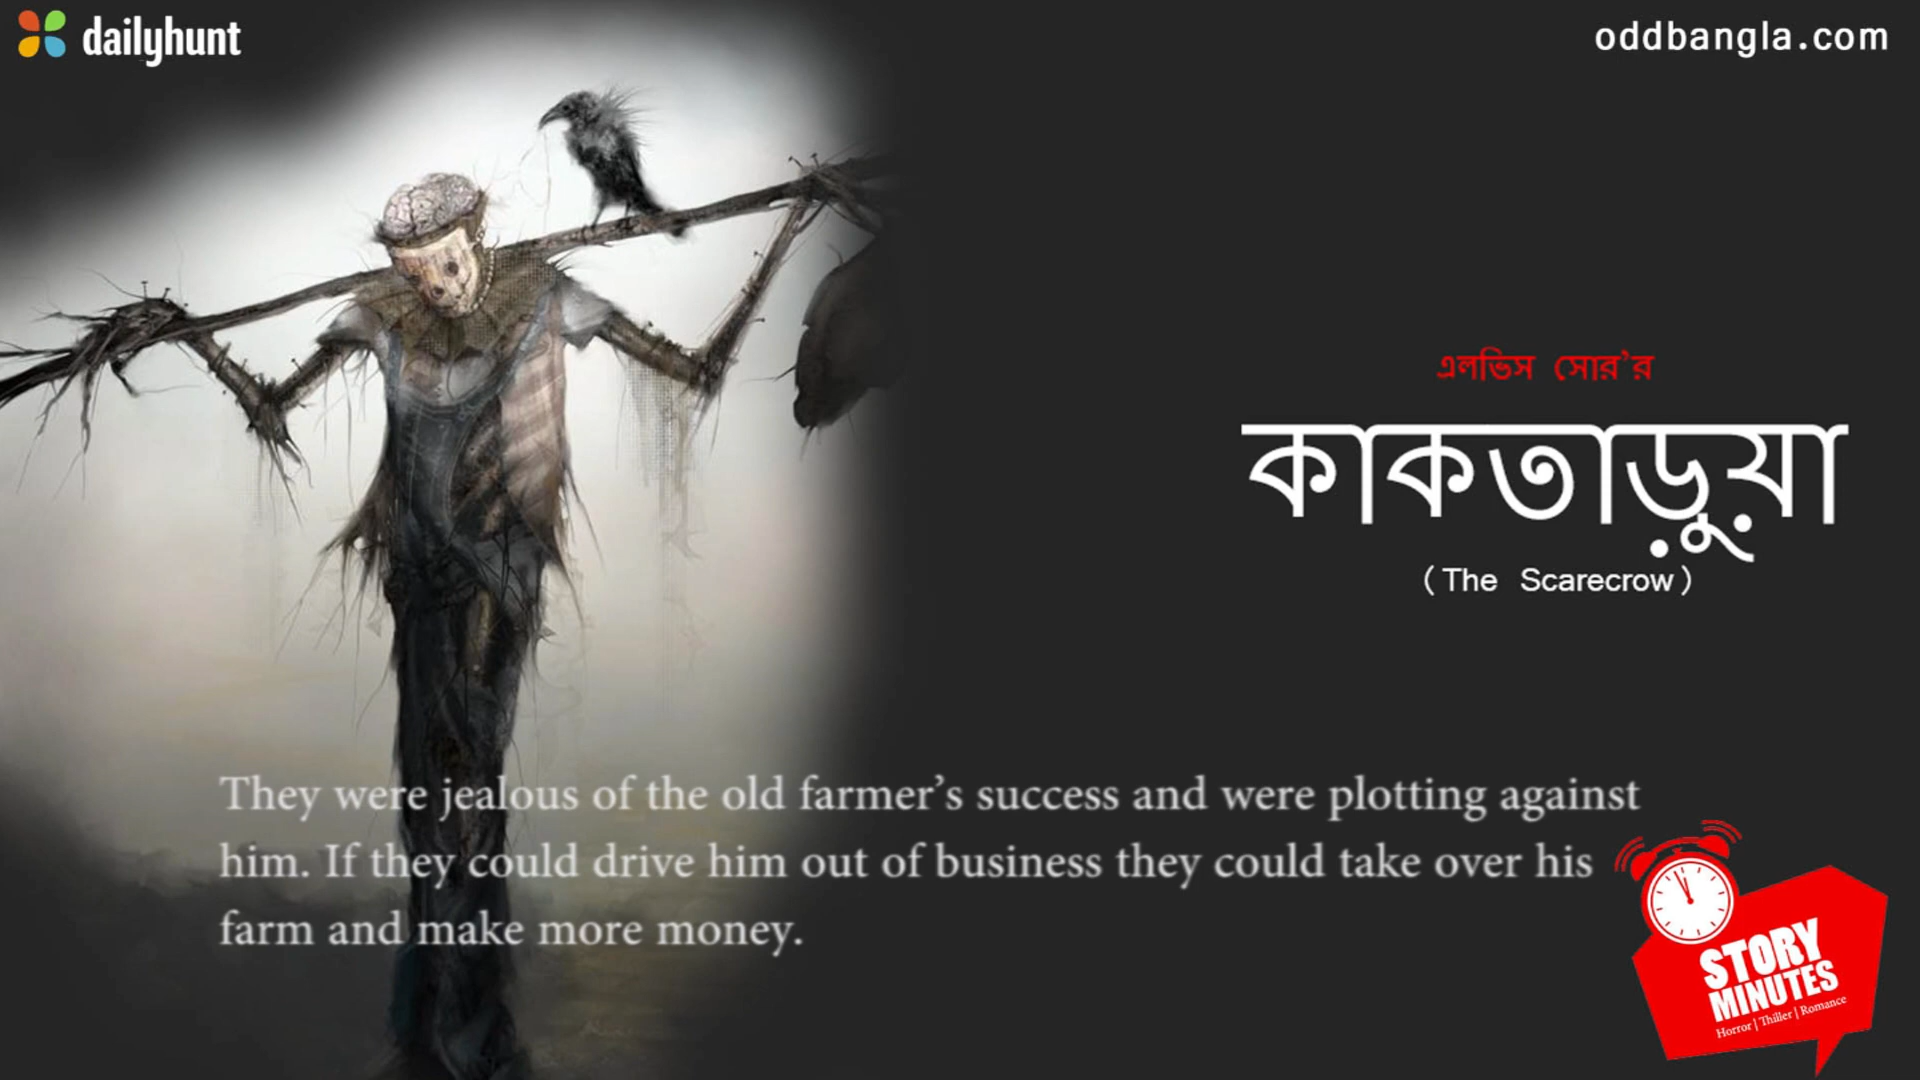 dailyhunt
oddbangla.com
এলভিস সোর'র
কাকতাড়ুয়া
(The Scarecrow)
They were jealous of the old farmer’s success and were plotting against
him. If they could drive him out of business they could take over his
farm and make more money.
STORY
MINUTES
Horror | Thiller | Romance